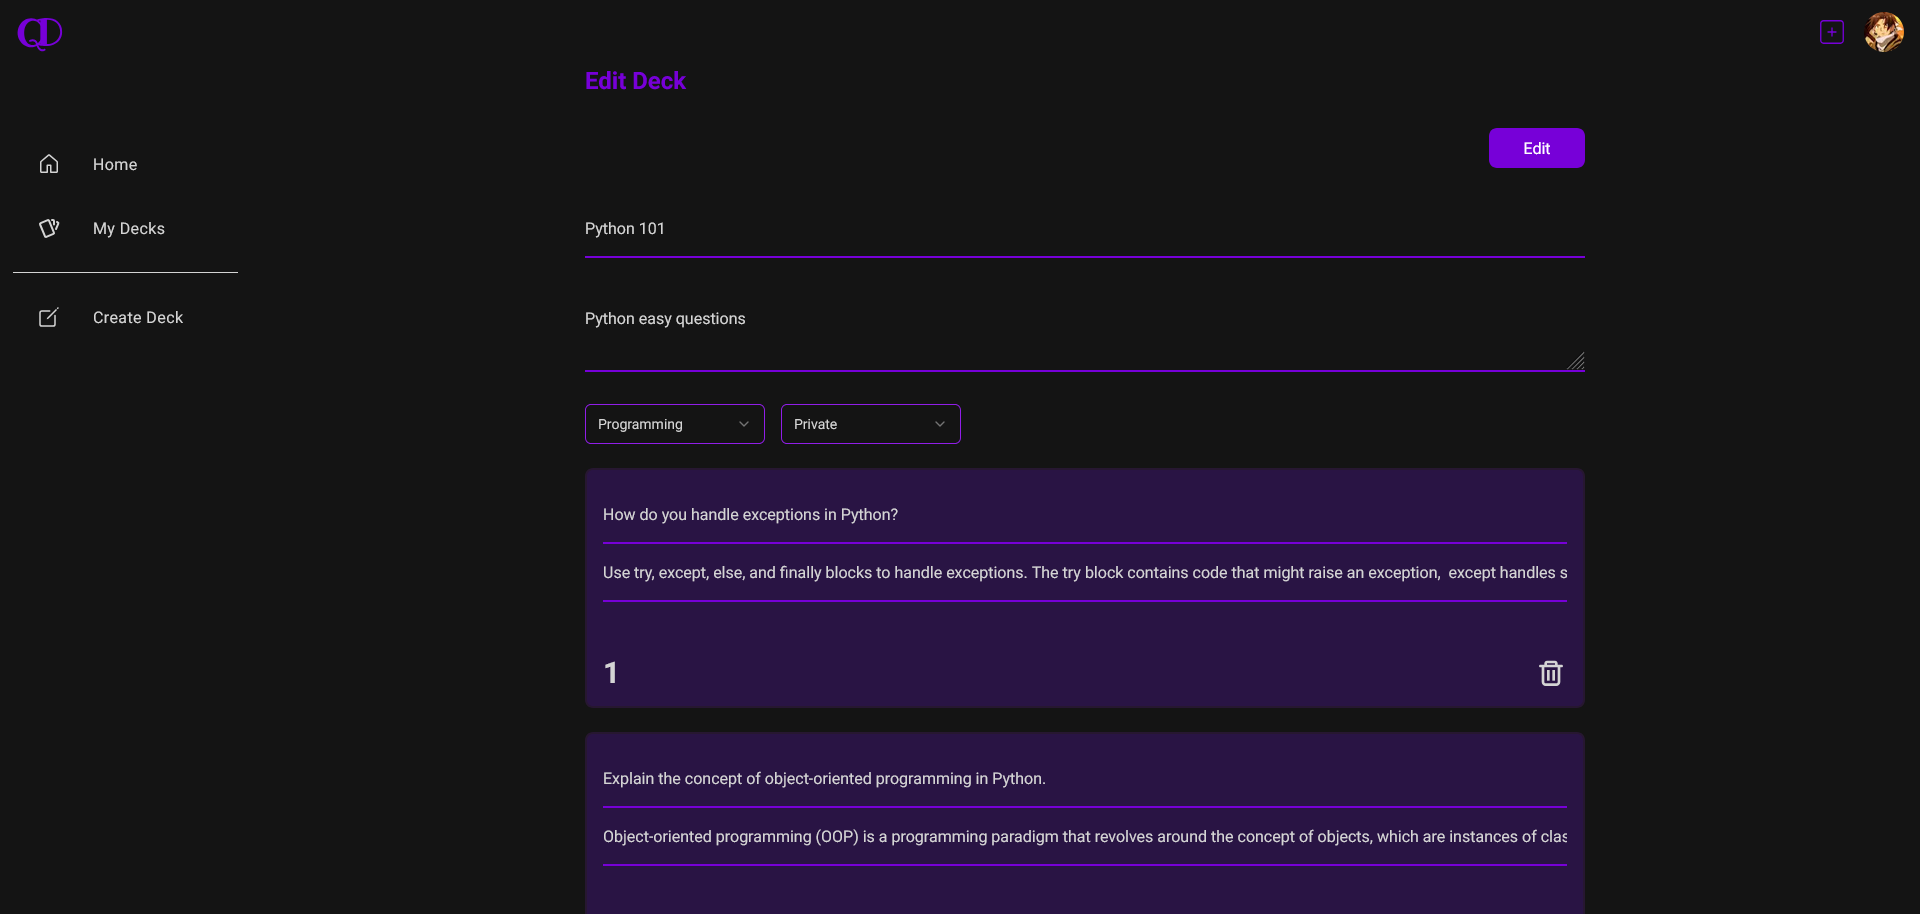 QD
Edit Deck
Edit
Home
My Decks
Create Deck
Python 101
Python easy questions
Programming
Private
How do you handle exceptions in Python?
Use try, except, else, and finally blocks to handle exceptions. The try block contains code that might raise an exception,  except handles s
1
Explain the concept of object-oriented programming in Python.
Object-oriented programming (OOP) is a programming paradigm that revolves around the concept of objects, which are instances of clas